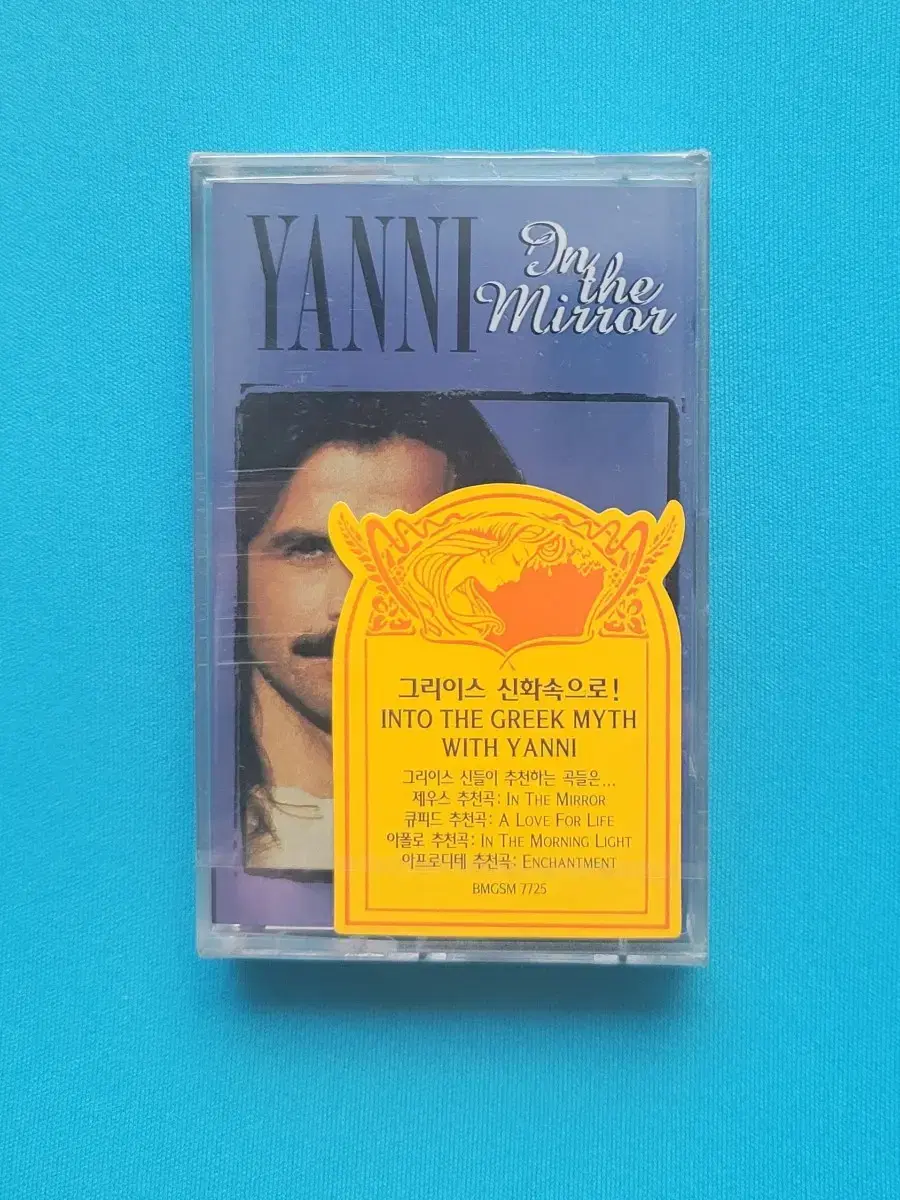 YANNI
In
the
Mirror
그리이스 신화속으로!
INTO THE GREEK MYTH
WITH YANNI
그리이스 신들이 추천하는 곡들은...
제우스 추천곡: IN THE MIRROR
큐피드 추천곡: A LOVE FOR LIFE
아폴로 추천곡: IN THE MORNING LIGHT
아프로디테 추천곡: ENCHANTMENT
BMGSM 7725